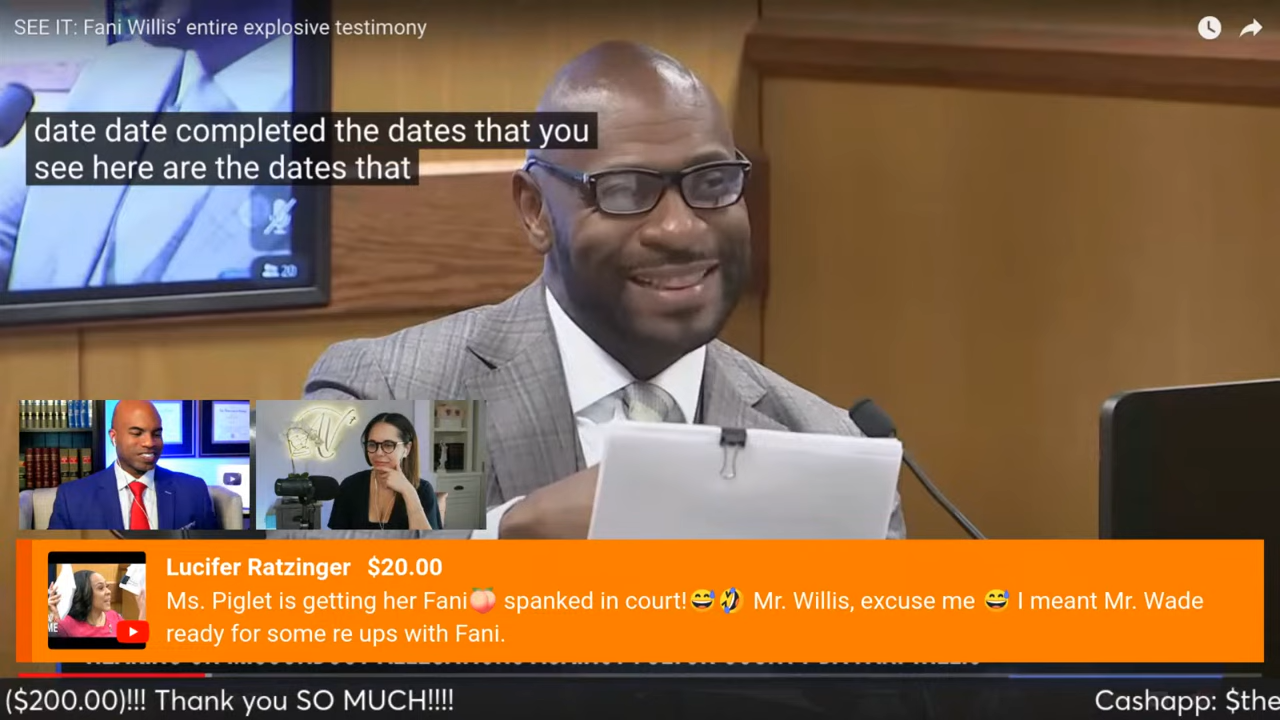 SEE IT: Fani Willis’ entire explosive testimony
date date completed the dates that you
see here are the dates that
20
Lucifer Ratzinger $20.00
Ms. Piglet is getting her Fani🍑 spanked in court!😅🤣 Mr. Willis, excuse me 😅 I meant Mr. Wade
ready for some re ups with Fani.
($200.00)!!! Thank you SO MUCH!!!! Cashapp: $the